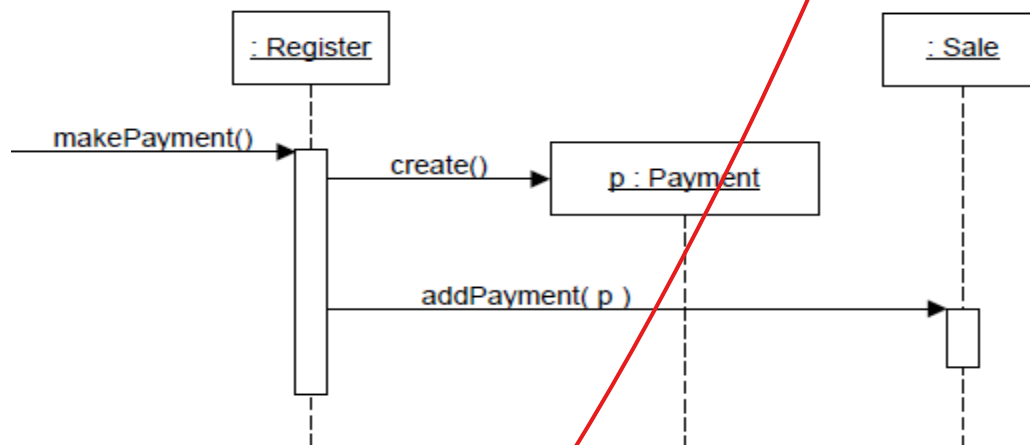 : Register
: Sale
makePayment()
create()
p : Payment
addPayment( p )